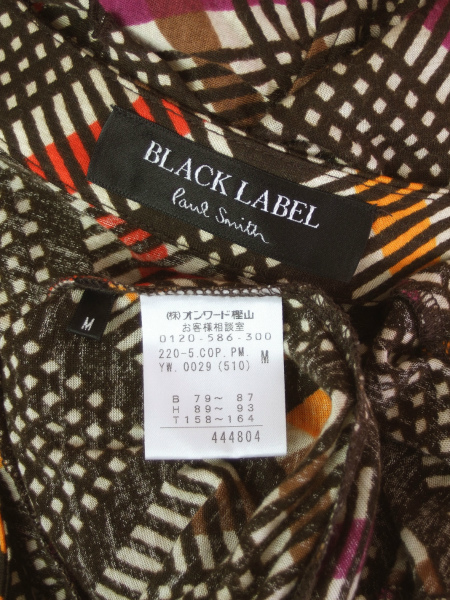 BLACK LABEL
Paul Smith
M
(株)オンワード樫山
お客様相談室
0120-586-300
220-5.COP.PM. M
YW.0029(510)
B 79～ 87
H 89～ 93
T158～164
444804